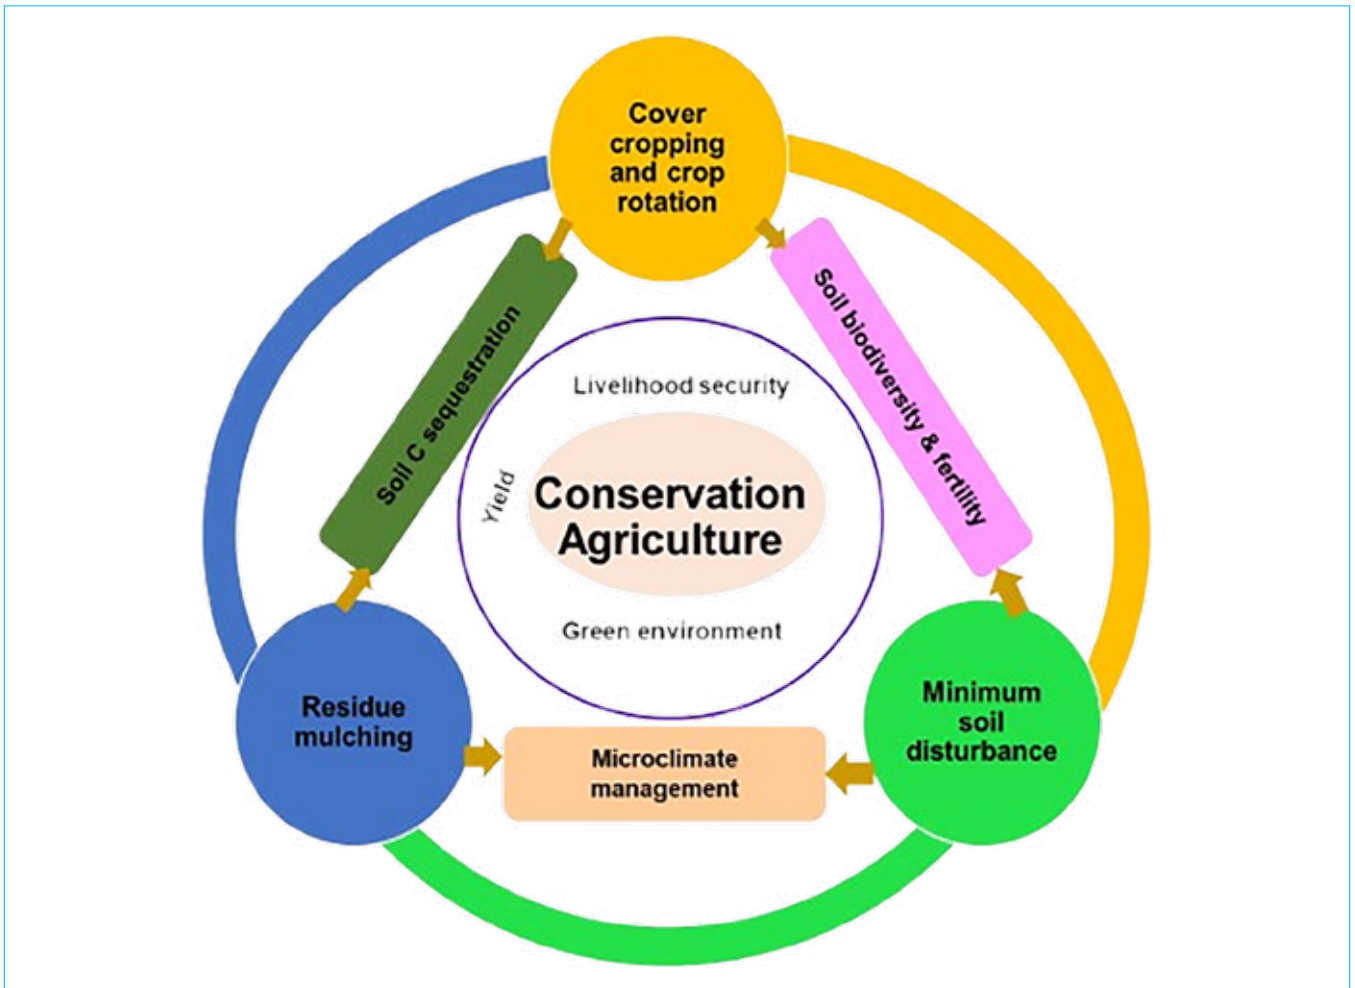 Cover
cropping
and crop
rotation
Soil C sequestration
Soil biodiversity & fertility
Livelihood security
Yield
Conservation
Agriculture
Green environment
Residue
mulching
Minimum
soil
disturbance
Microclimate
management